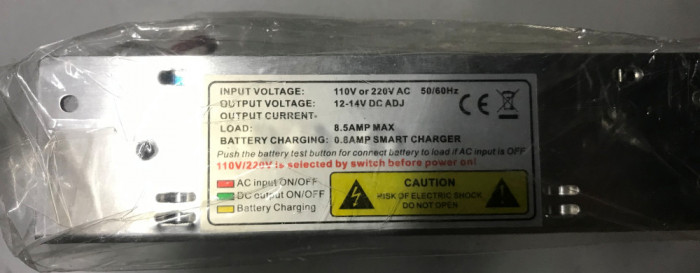 INPUT VOLTAGE: 110V or 220V AC 50/60Hz
OUTPUT VOLTAGE: 12-14V DC ADJ
OUTPUT CURRENT-
LOAD: 8.5AMP MAX
BATTERY CHARGING: 0.8AMP SMART CHARGER
CE
Push the battery test button for connect battery to load if AC input is OFF
110V/220V is selected by switch before power on!
AC input ON/OFF
DC output ON/OFF
Battery Charging
CAUTION
RISK OF ELECTRIC SHOCK
DO NOT OPEN